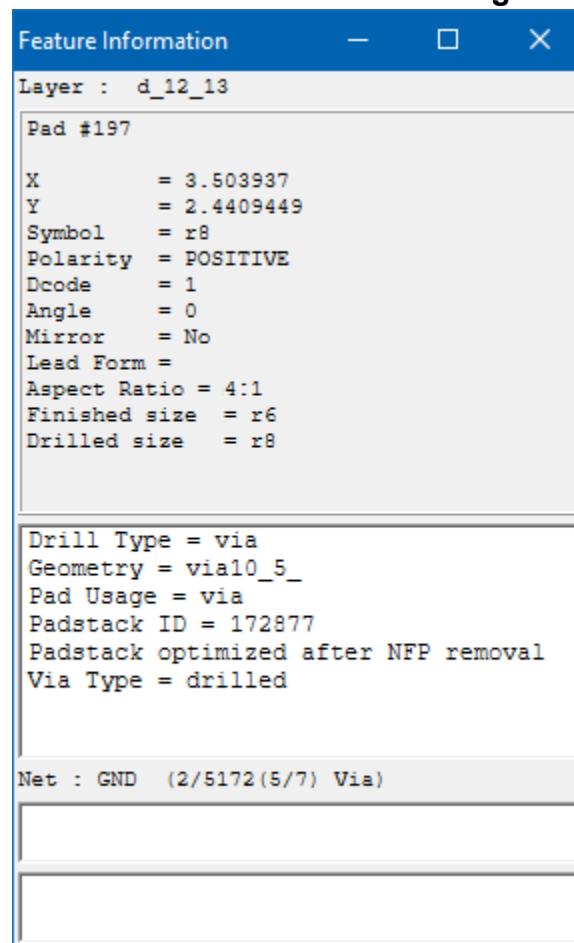 Feature Information
Layer :  d_12_13
Pad #197
X        = 3.503937
Y        = 2.4409449
Symbol   = r8
Polarity = POSITIVE
Dcode    = 1
Angle    = 0
Mirror   = No
Lead Form =
Aspect Ratio = 4:1
Finished size  = r6
Drilled size   = r8
Drill Type = via
Geometry = via10_5_
Pad Usage = via
Padstack ID = 172877
Padstack optimized after NFP removal
Via Type = drilled
Net : GND  (2/5172(5/7) Via)